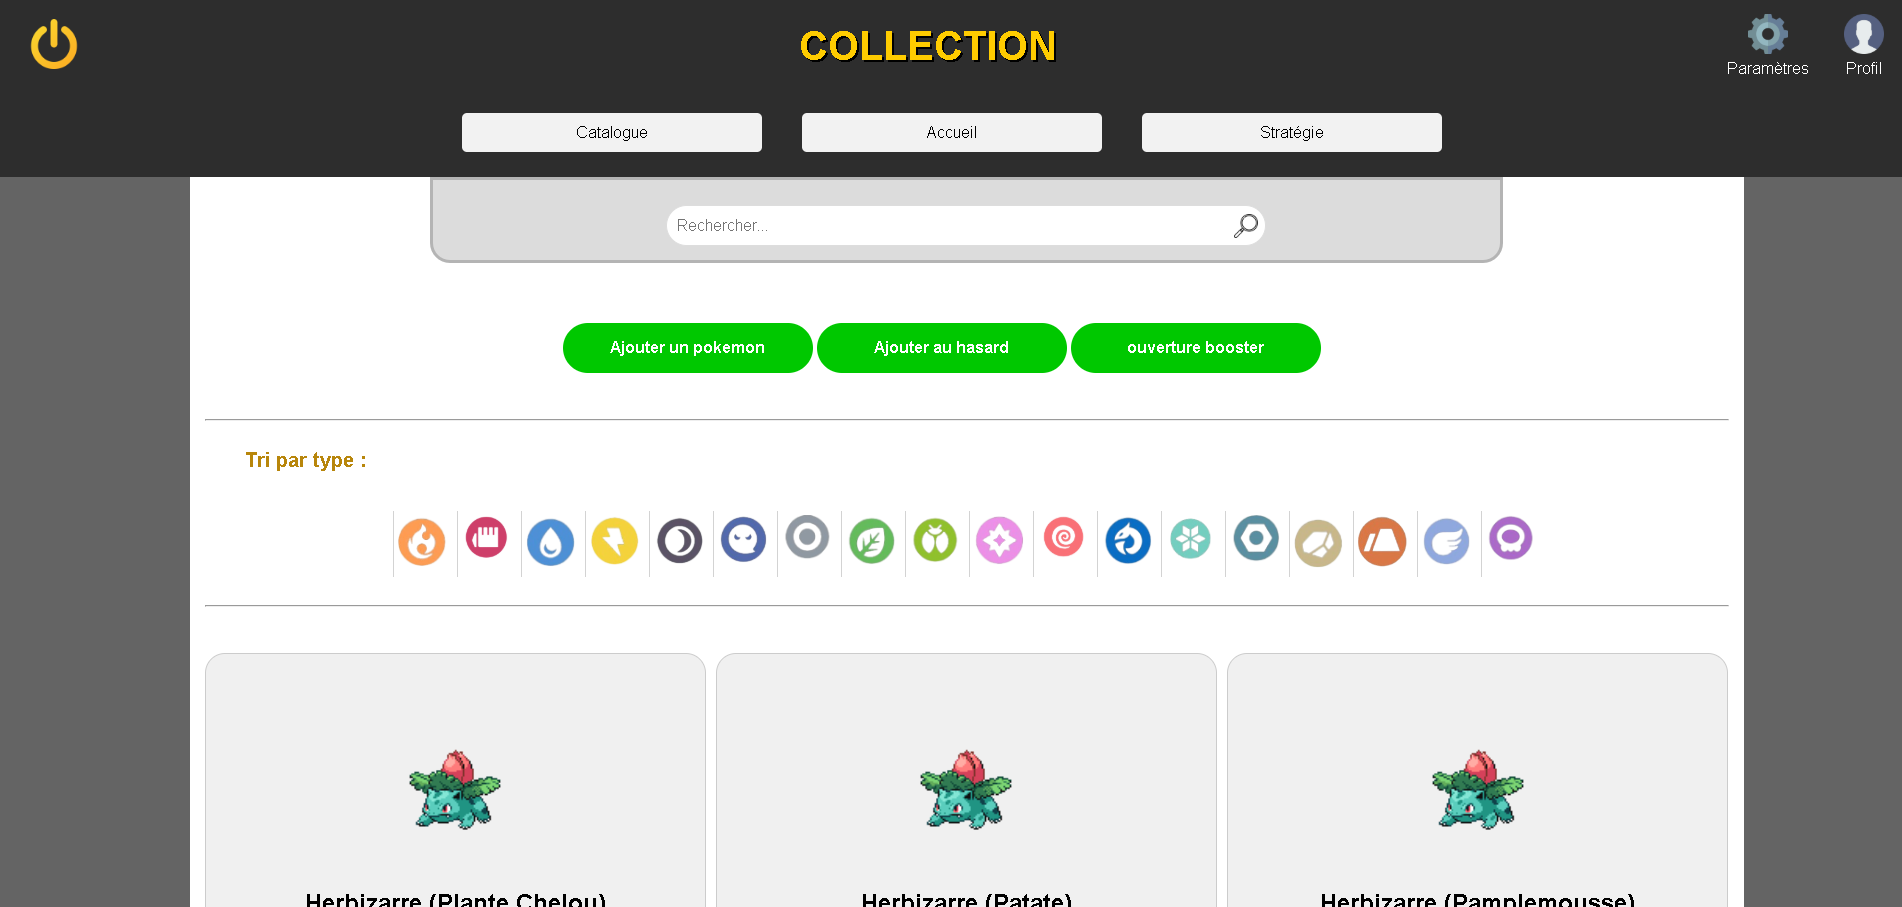 COLLECTION
Paramètres
Profil
Catalogue
Accueil
Stratégie
Rechercher...
Ajouter un pokemon
Ajouter au hasard
ouverture booster
Tri par type :
Herbizarre (Plante Chelou)
Herbizarre (Patate)
Herbizarre (Pamplemousse)